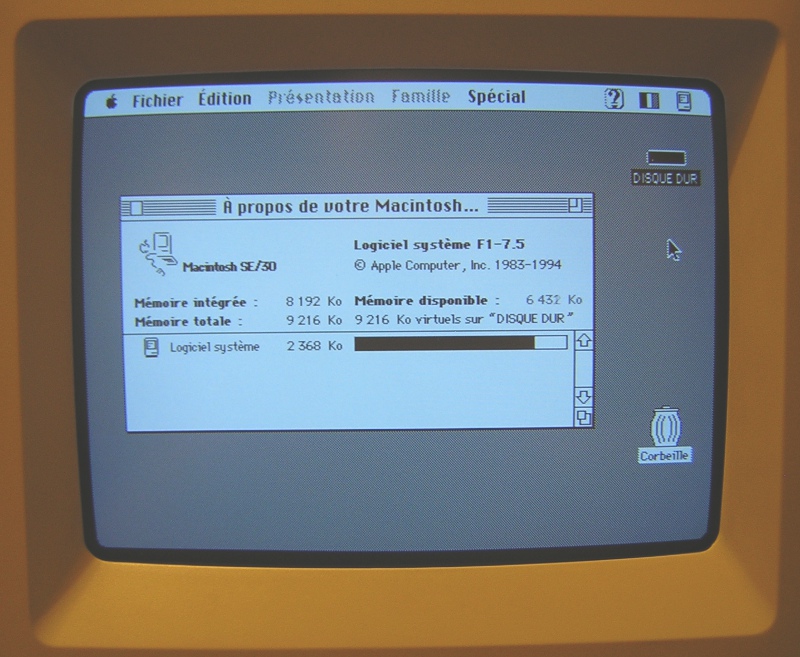 Fichier Édition Présentation Famille Spécial
DISQUE DUR
À propos de votre Macintosh...
Logiciel système F1-7.5
Macintosh SE/30 © Apple Computer, Inc. 1983-1994
Mémoire intégrée : 8 192 Ko Mémoire disponible : 6 432 Ko
Mémoire totale : 9 216 Ko 9 216 Ko virtuels sur “DISQUE DUR”
Logiciel système 2 368 Ko
Corbeille